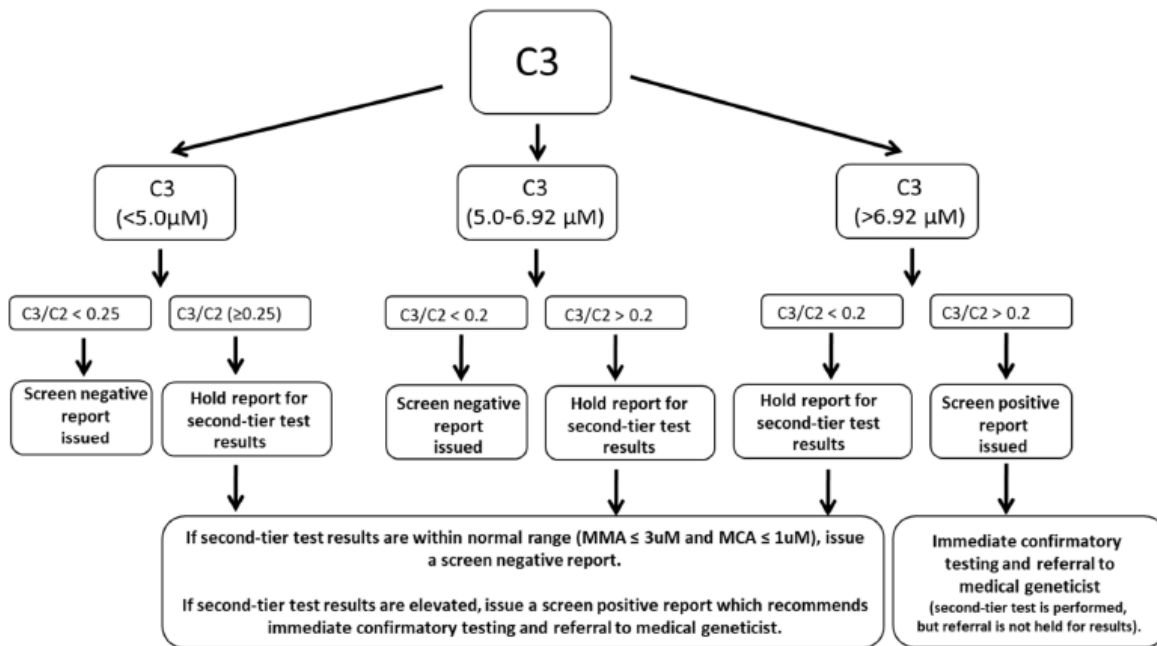 C3
C3
(<5.0µM)
C3
(5.0-6.92 µM)
C3
(>6.92 µM)
C3/C2 < 0.25
C3/C2 (≥0.25)
C3/C2 < 0.2
C3/C2 > 0.2
C3/C2 < 0.2
C3/C2 > 0.2
Screen negative
report
issued
Hold report for
second-tier test
results
Screen negative
report
issued
Hold report for
second-tier test
results
Hold report for
second-tier test
results
Screen positive
report
issued
If second-tier test results are within normal range (MMA ≤ 3uM and MCA ≤ 1uM), issue
a screen negative report.
If second-tier test results are elevated, issue a screen positive report which recommends
immediate confirmatory testing and referral to medical geneticist.
Immediate confirmatory
testing and referral to
medical geneticist
(second-tier test is performed,
but referral is not held for results).